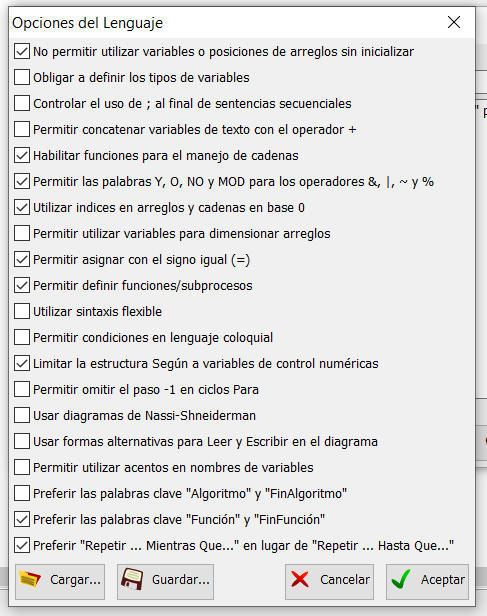 Opciones del Lenguaje
No permitir utilizar variables o posiciones de arreglos sin inicializar
Obligar a definir los tipos de variables
Controlar el uso de ; al final de sentencias secuenciales
Permitir concatenar variables de texto con el operador +
Habilitar funciones para el manejo de cadenas
Permitir las palabras Y, O, NO y MOD para los operadores &, |, ~ y %
Utilizar indices en arreglos y cadenas en base 0
Permitir utilizar variables para dimensionar arreglos
Permitir asignar con el signo igual (=)
Permitir definir funciones/subprocesos
Utilizar sintaxis flexible
Permitir condiciones en lenguaje coloquial
Limitar la estructura Según a variables de control numéricas
Permitir omitir el paso -1 en ciclos Para
Usar diagramas de Nassi-Shneiderman
Usar formas alternativas para Leer y Escribir en el diagrama
Permitir utilizar acentos en nombres de variables
Preferir las palabras clave "Algoritmo" y "FinAlgoritmo"
Preferir las palabras clave "Función" y "FinFunción"
Preferir "Repetir ... Mientras Que..." en lugar de "Repetir ... Hasta Que..."
Cargar... Guardar... Cancelar Aceptar